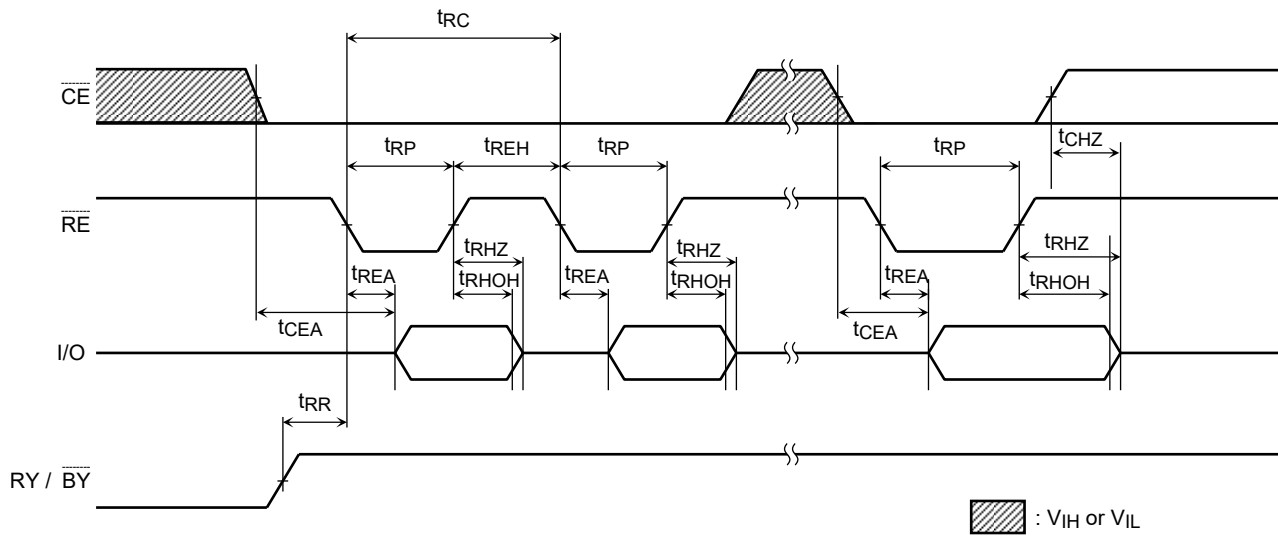 tRC
CE
tCHZ
tRP tREH tRP tRP
RE
tRHZ tRHZ tRHZ
tREA tRHOH tREA tRHOH tREA tRHOH
tCEA tCEA
I/O
tRR
RY / BY
: VIH or VIL